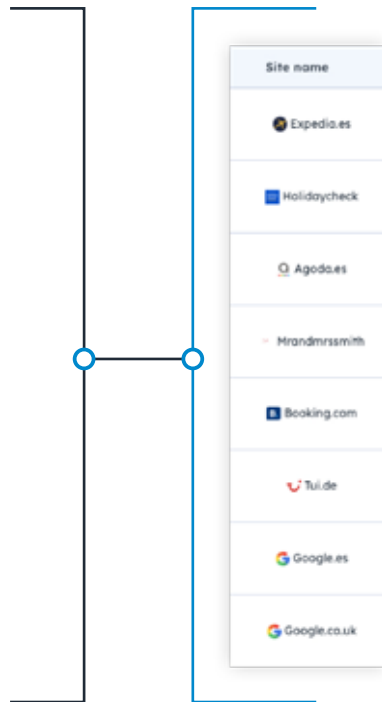 Site name
Expedia.es
Holidaycheck
Agoda.es
Mrandmrssmith
Booking.com
Tui.de
Google.es
Google.co.uk